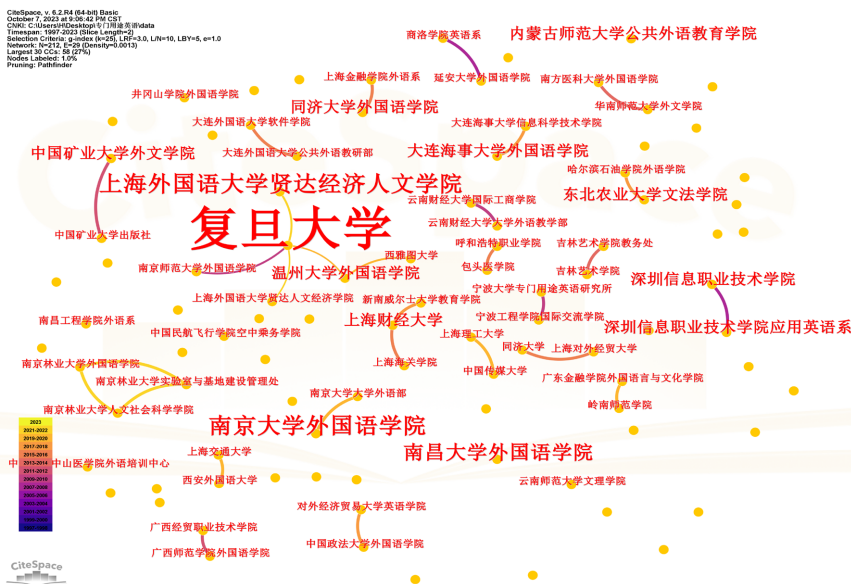 CiteSpace, v. 6.2.R4 (64-bit) Basic
October 7, 2023 at 9:06:42 PM CST
CNKI: C:\Users\H\Desktop\专门用途英语\data
Timespan: 1997-2023 (Slice Length=2)
Selection Criteria: g-index (k=25), LRF=3.0, L/N=10, LBY=5, e=1.0
Network: N=212, E=29 (Density=0.0013)
Largest 30 CCs: 58 (27%)
Nodes Labeled: 1.0%
Pruning: Pathfinder
商洛学院英语系
内蒙古师范大学公共外语教育学院
上海金融学院外语系
延安大学外国语学院
南方医科大学外国语学院
井冈山学院外国语学院
同济大学外国语学院
华南师范大学外文学院
大连外国语大学软件学院
大连海事大学信息科学技术学院
中国矿业大学外文学院
大连外国语大学公共外语教研部
大连海事大学外国语学院
哈尔滨石油学院外语学院
上海外国语大学贤达经济人文学院
东北农业大学文法学院
云南财经大学国际工商学院
复旦大学
云南财经大学大学外语教学部
中国矿业大学出版社
呼和浩特职业学院
吉林艺术学院教务处
西雅图大学
南京师范大学外国语学院
温州大学外国语学院
包头医学院
吉林艺术学院
深圳信息职业技术学院
宁波大学专门用途英语研究所
上海外国语大学贤达人文经济学院
新南威尔士大学教育学院
南昌工程学院外语系
上海财经大学
宁波工程学院国际交流学院
深圳信息职业技术学院应用英语系
中国民航飞行学院空中乘务学院
上海理工大学
同济大学
上海对外经贸大学
南京林业大学外国语学院
上海海关学院
中国传媒大学
广东金融学院外国语言与文化学院
南京林业大学实验室与基地建设管理处
南京大学大学外语部
南京林业大学人文社会科学学院
岭南师范学院
南京大学外国语学院
上海交通大学
南昌大学外国语学院
中山医学院外语培训中心
西安外国语大学
云南师范大学文理学院
对外经济贸易大学英语学院
广西经贸职业技术学院
中国政法大学外国语学院
广西师范学院外国语学院
2023
2021-2022
2019-2020
2017-2018
2015-2016
2013-2014
2011-2012
2009-2010
2007-2008
2005-2006
2003-2004
CiteSpace